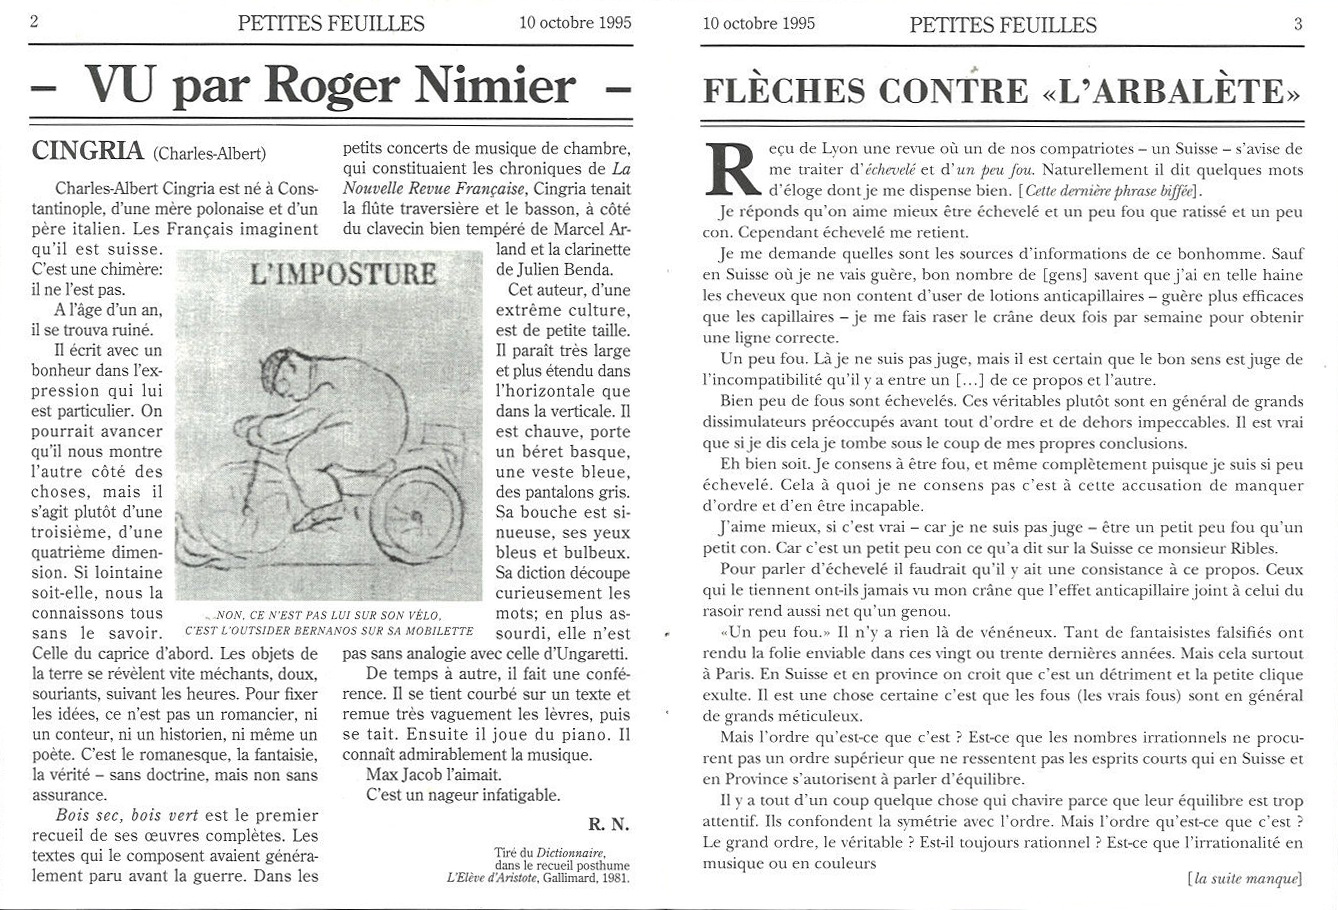 2 PETITES FEUILLES 10 octobre 1995
– VU par Roger Nimier –
CINGRIA (Charles-Albert)
Charles-Albert Cingria est né à Cons-
tantinople, d'une mère polonaise et d'un
père italien. Les Français imaginent
qu'il est suisse.
C'est une chimère:
il ne l'est pas.
A l'âge d'un an,
il se trouva ruiné.
Il écrit avec un
bonheur dans l'ex-
pression qui lui
est particulier. On
pourrait avancer
qu'il nous montre
l'autre côté des
choses, mais il
s'agit plutôt d'une
troisième, d'une
quatrième dimen-
sion. Si lointaine
soit-elle, nous la
connaissons tous
sans le savoir.
Celle du caprice d'abord. Les objets de
la terre se révèlent vite méchants, doux,
souriants, suivant les heures. Pour fixer
les idées, ce n'est pas un romancier, ni
un conteur, ni un historien, ni même un
poète. C'est le romanesque, la fantaisie,
la vérité – sans doctrine, mais non sans
assurance.
Bois sec, bois vert est le premier
recueil de ses œuvres complètes. Les
textes qui le composent avaient généra-
lement paru avant la guerre. Dans les
L'IMPOSTURE
NON, CE N'EST PAS LUI SUR SON VÉLO,
C'EST L'OUTSIDER BERNANOS SUR SA MOBILETTE
petits concerts de musique de chambre,
qui constituaient les chroniques de La
Nouvelle Revue Française, Cingria tenait
la flûte traversière et le basson, à côté
du clavecin bien tempéré de Marcel Ar-
land et la clarinette
de Julien Benda.
Cet auteur, d'une
extrême culture,
est de petite taille.
Il paraît très large
et plus étendu dans
l'horizontale que
dans la verticale. Il
est chauve, porte
un béret basque,
une veste bleue,
des pantalons gris.
Sa bouche est si-
nueuse, ses yeux
bleus et bulbeux.
Sa diction découpe
curieusement les
mots; en plus as-
sourdi, elle n'est
pas sans analogie avec celle d'Ungaretti.
De temps à autre, il fait une confé-
rence. Il se tient courbé sur un texte et
remue très vaguement les lèvres, puis
se tait. Ensuite il joue du piano. Il
connaît admirablement la musique.
Max Jacob l'aimait.
C'est un nageur infatigable.
R. N.
Tiré du Dictionnaire,
dans le recueil posthume
L'Elève d'Aristote, Gallimard, 1981.
10 octobre 1995 PETITES FEUILLES 3
FLÈCHES CONTRE «L'ARBALÈTE»
Reçu de Lyon une revue où un de nos compatriotes – un Suisse – s'avise de
me traiter d'échevelé et d'un peu fou. Naturellement il dit quelques mots
d'éloge dont je me dispense bien. [Cette dernière phrase biffée].
Je réponds qu'on aime mieux être échevelé et un peu fou que ratissé et un peu
con. Cependant échevelé me retient.
Je me demande quelles sont les sources d'informations de ce bonhomme. Sauf
en Suisse où je ne vais guère, bon nombre de [gens] savent que j'ai en telle haine
les cheveux que non content d'user de lotions anticapillaires – guère plus efficaces
que les capillaires – je me fais raser le crâne deux fois par semaine pour obtenir
une ligne correcte.
Un peu fou. Là je ne suis pas juge, mais il est certain que le bon sens est juge de
l'incompatibilité qu'il y a entre un [...] de ce propos et l'autre.
Bien peu de fous sont échevelés. Ces véritables plutôt sont en général de grands
dissimulateurs préoccupés avant tout d'ordre et de dehors impeccables. Il est vrai
que si je dis cela je tombe sous le coup de mes propres conclusions.
Eh bien soit. Je consens à être fou, et même complètement puisque je suis si peu
échevelé. Cela à quoi je ne consens pas c'est à cette accusation de manquer
d'ordre et d'en être incapable.
J'aime mieux, si c'est vrai – car je ne suis pas juge – être un petit peu fou qu'un
petit con. Car c'est un petit peu con ce qu'a dit sur la Suisse ce monsieur Ribles.
Pour parler d'échevelé il faudrait qu'il y ait une consistance à ce propos. Ceux
qui le tiennent ont-ils jamais vu mon crâne que l'effet anticapillaire joint à celui du
rasoir rend aussi net qu'un genou.
«Un peu fou.» Il n'y a rien là de vénéneux. Tant de fantaisistes falsifiés ont
rendu la folie enviable dans ces vingt ou trente dernières années. Mais cela surtout
à Paris. En Suisse et en province on croit que c'est un détriment et la petite clique
exulte. Il est une chose certaine c'est que les fous (les vrais fous) sont en général
de grands méticuleux.
Mais l'ordre qu'est-ce que c'est ? Est-ce que les nombres irrationnels ne procu-
rent pas un ordre supérieur que ne ressentent pas les esprits courts qui en Suisse et
en Province s'autorisent à parler d'équilibre.
Il y a tout d'un coup quelque chose qui chavire parce que leur équilibre est trop
attentif. Ils confondent la symétrie avec l'ordre. Mais l'ordre qu'est-ce que c'est ?
Le grand ordre, le véritable ? Est-il toujours rationnel ? Est-ce que l'irrationalité en
musique ou en couleurs
[la suite manque]